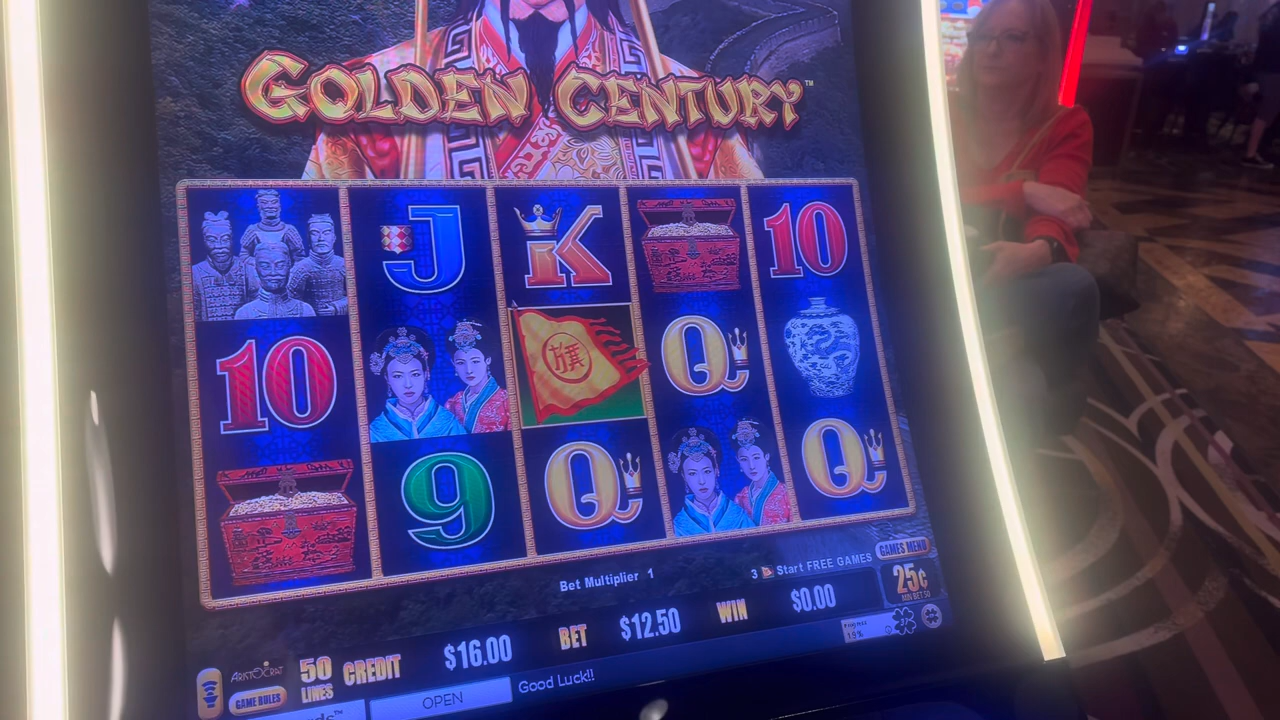 GOLDEN CENTURY™
J K 10
10 旗 Q
9 Q Q
Bet Multiplier 1
3 Start FREE GAMES
GAMES MENU
25¢
MIN BET 50
ARISTOCRAT
GAME RULES
50 LINES
CREDIT $16.00 BET $12.50 WIN $0.00
OPEN
Good Luck!!